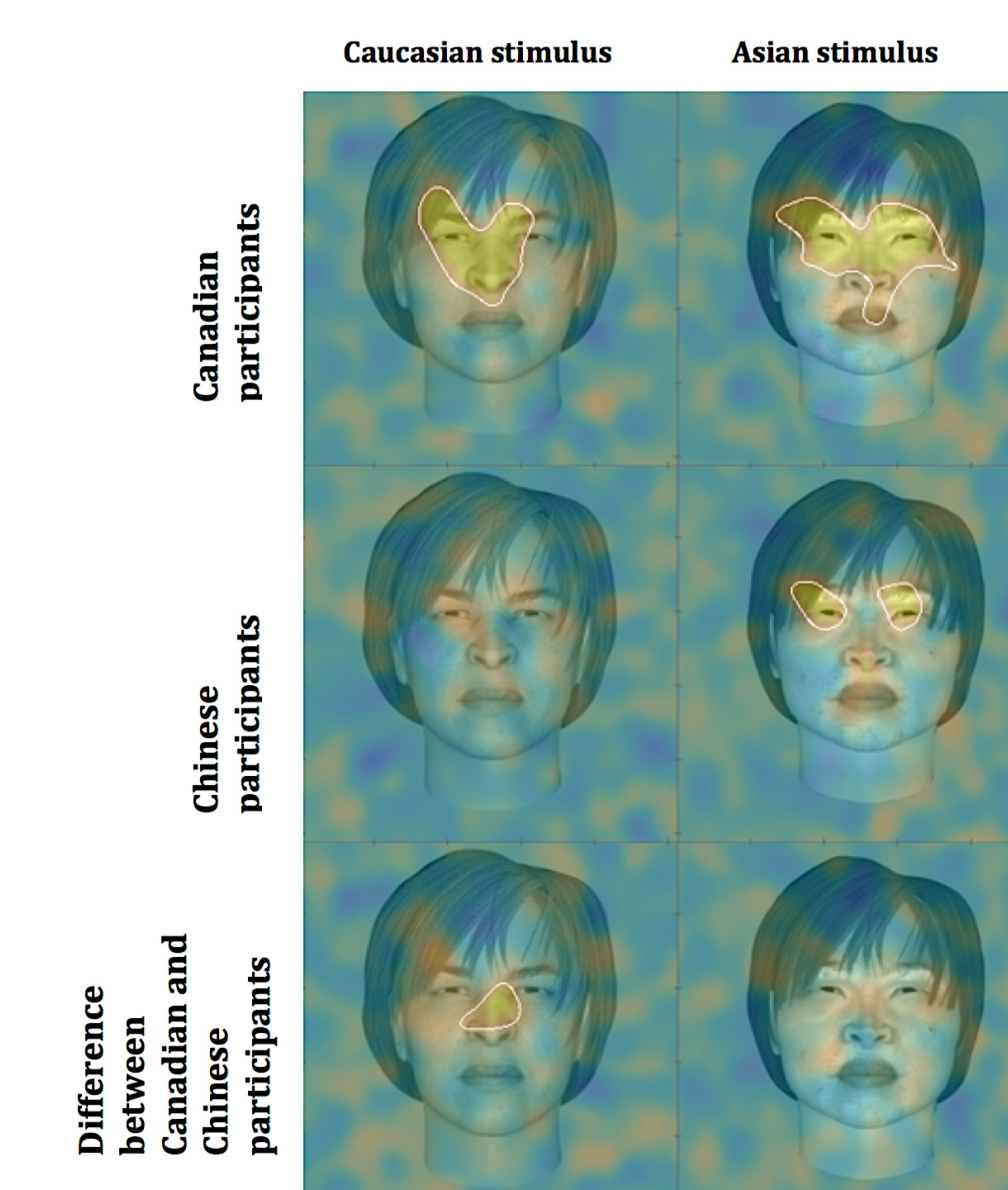 Caucasian stimulus
Asian stimulus
Canadian
participants
Chinese
participants
Difference
between
Canadian and
Chinese
participants